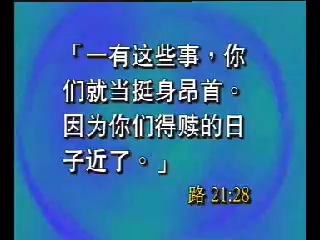 「一有这些事，你
们就当挺身昂首。
因为你们得赎的日
子近了。」
路 21:28